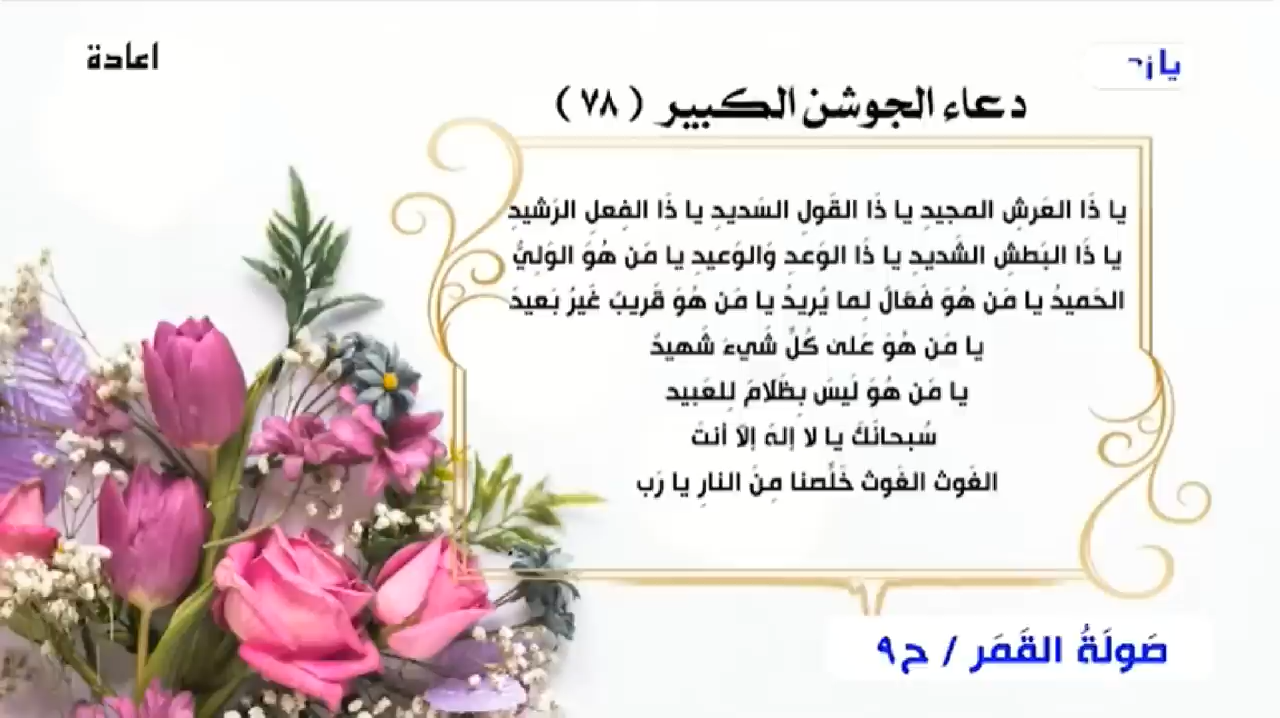 اعادة
يا
دعاء الجوشن الكبير (٧٨)
يا ذَا العَرشِ المجيدِ يا ذَا القَولِ السَديدِ يا ذَا الفِعلِ الرَشيدِ
يا ذَا البَطشِ الشَديدِ يا ذَا الوَعدِ وَالوَعيدِ يا مَن هُوَ الوَليُّ
الحَميدُ يا مَن هُوَ فَعَالٌ لِما يُريدُ يا مَن هُوَ قَريبٌ غَيرُ بَعيدَ
يا مَن هُوَ عَلىٰ كُلِّ شَيءَ شَهيدٌ
يا مَن هُوَ لَيسَ بِظَلامَ لِلعَبيد
سُبحانَكَ يا لا إلهَ إلّا أنتَ
الغَوثَ الغَوثَ خَلِّصنا مِنَ النارِ يا رَب
صَولَةُ القَمَر / ح٩